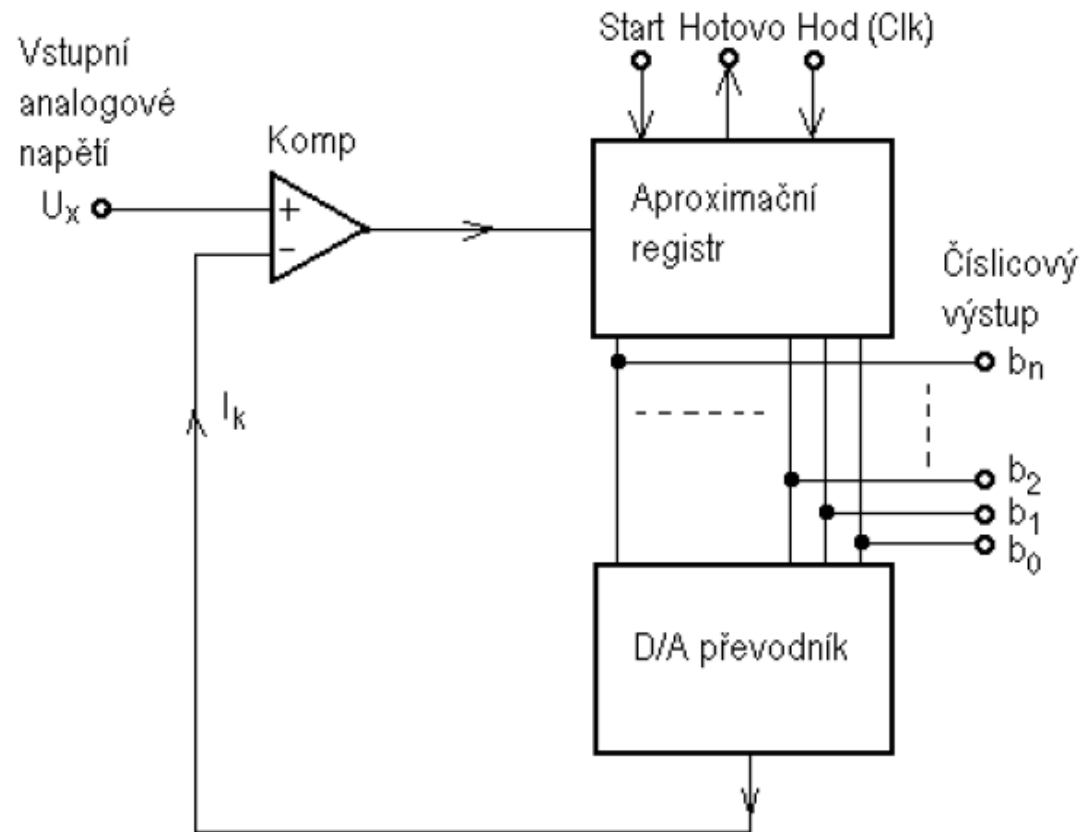 Start Hotovo Hod (Clk)
Vstupní
analogové
napětí
Ux
Komp
+
−
Aproximační
registr
Číslicový
výstup
bn
b2
b1
b0
Ik
D/A převodník